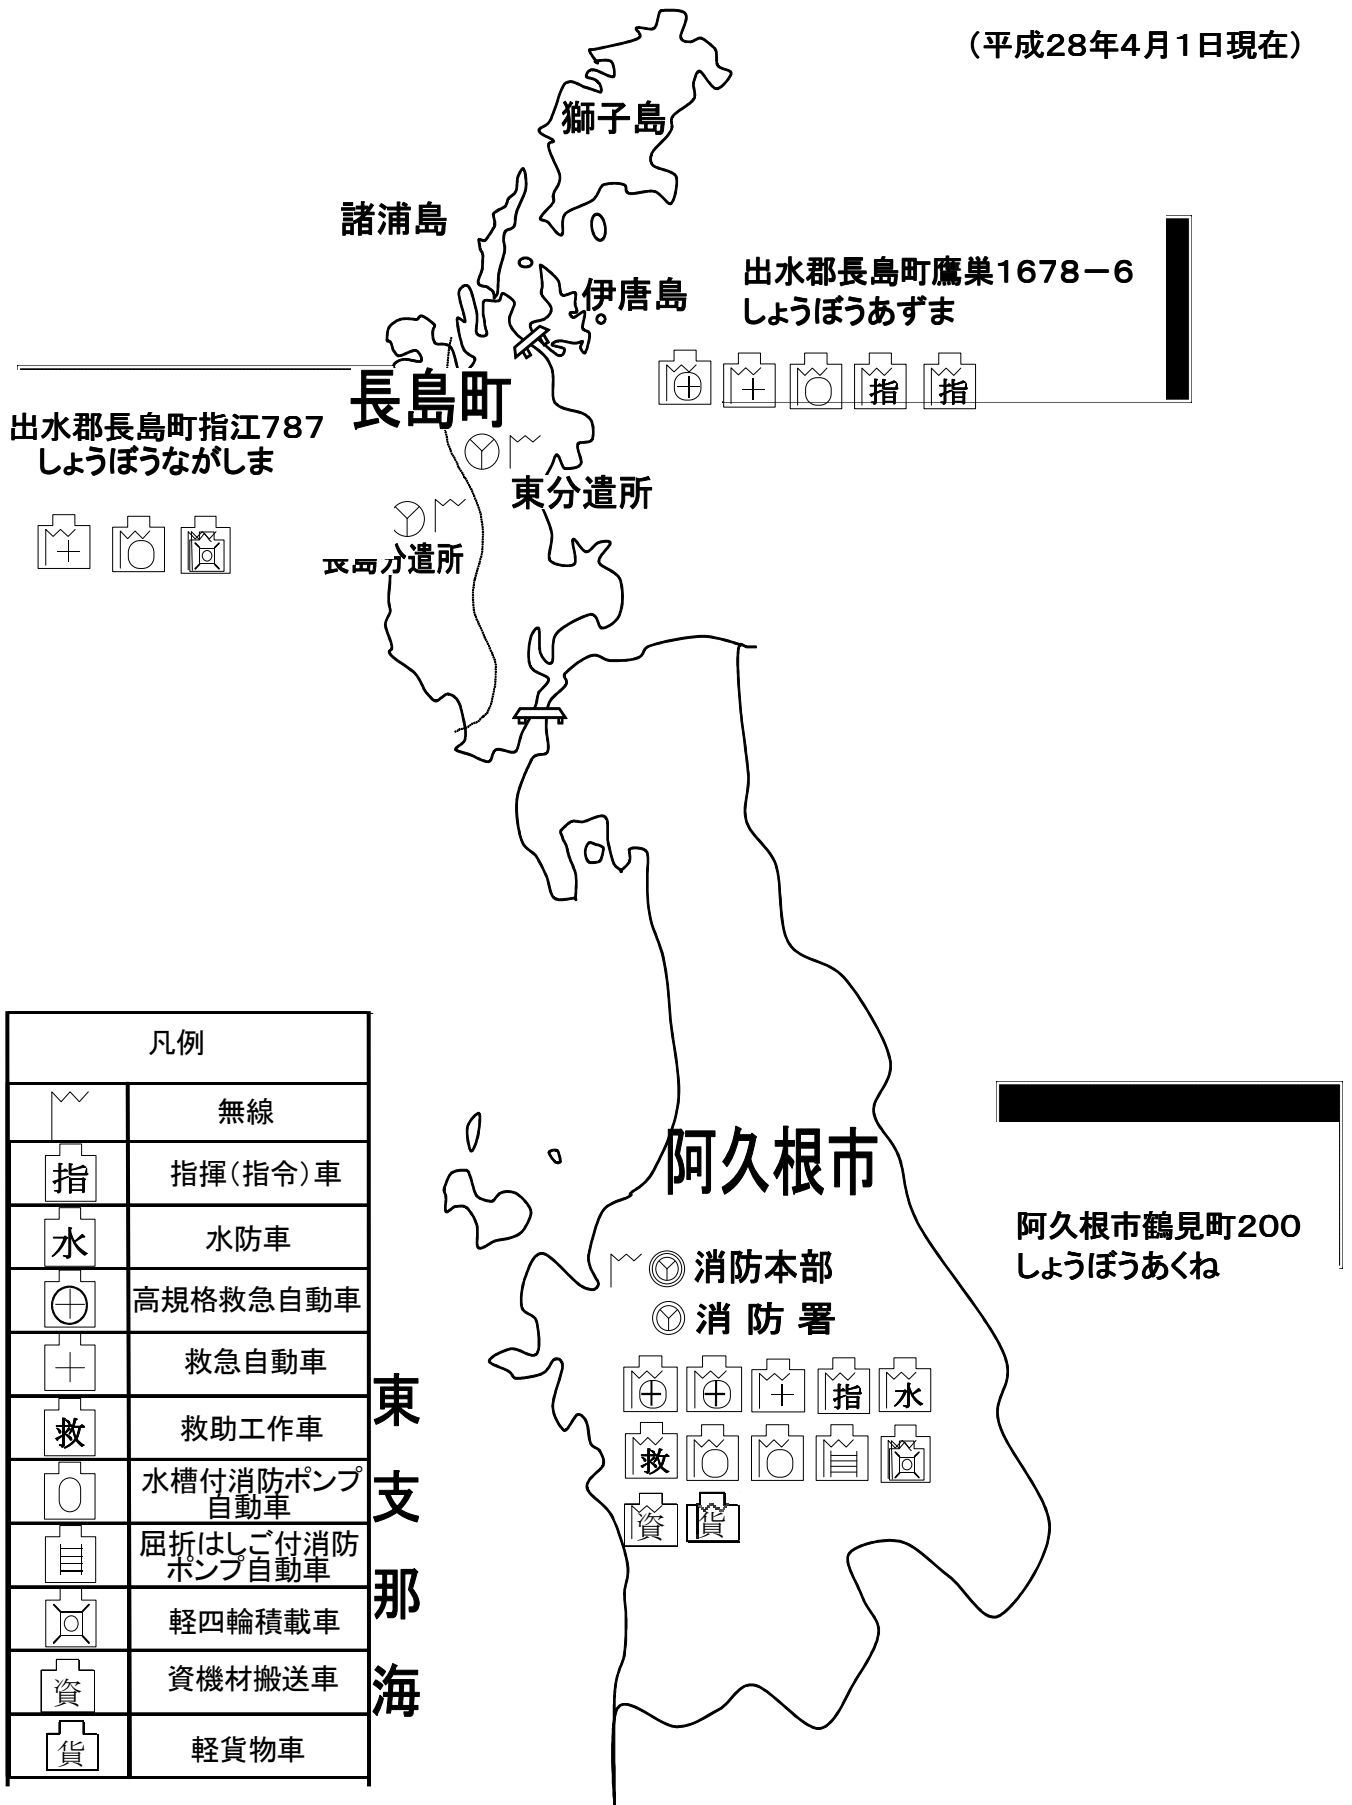 （平成28年4月1日現在）
獅子島
諸浦島
伊唐島
出水郡長島町鷹巣1678－6
しょうぼうあずま
指
指
長島町
出水郡長島町指江787
しょうぼうながしま
東分遣所
長島分遣所
阿久根市
阿久根市鶴見町200
しょうぼうあくね
消防本部
消防署
指
水
救
資
貨
東支那海
凡例
無線
指
指揮（指令）車
水
水防車
高規格救急自動車
救急自動車
救
救助工作車
水槽付消防ポンプ
自動車
屈折はしご付消防
ポンプ自動車
軽四輪積載車
資
資機材搬送車
貨
軽貨物車